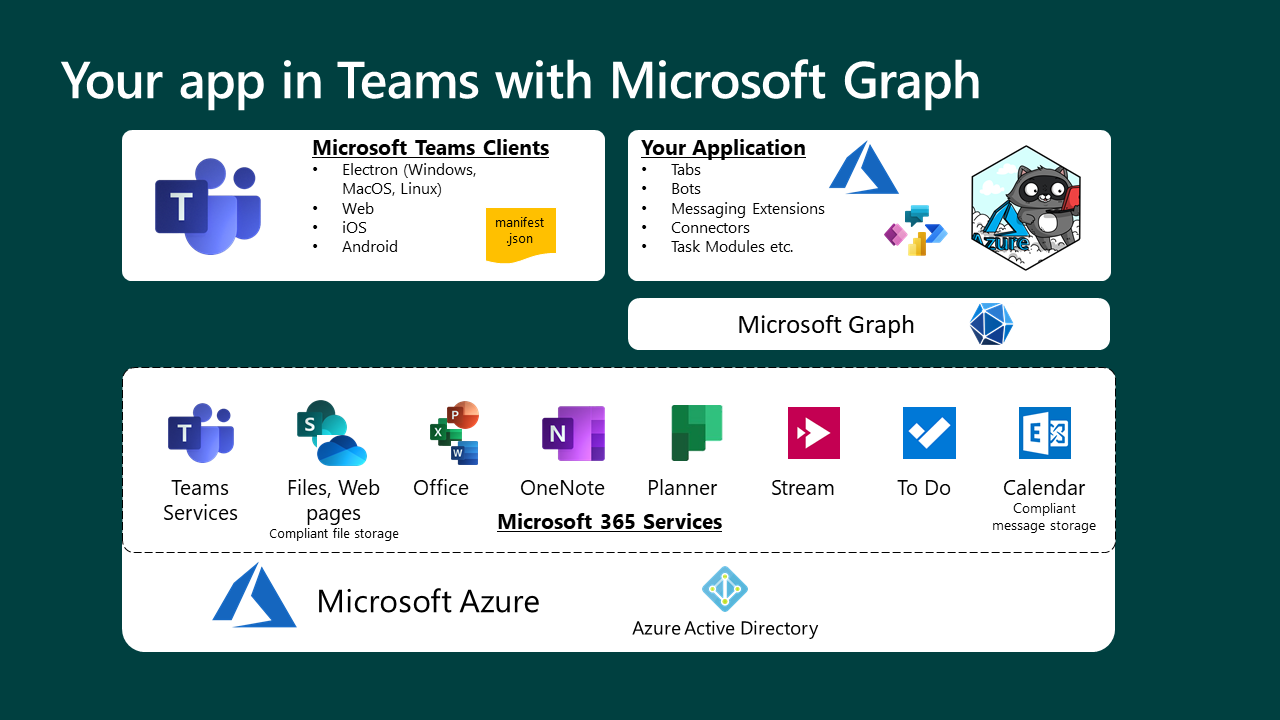 Your app in Teams with Microsoft Graph
Microsoft Teams Clients
• Electron (Windows,
MacOS, Linux)
• Web
• iOS
• Android
manifest
.json
T
Your Application
• Tabs
• Bots
• Messaging Extensions
• Connectors
• Task Modules etc.
Azure
Microsoft Graph
T
S
P
X
W
N
E
Teams
Services
Files, Web
pages
Compliant file storage
Office
OneNote
Planner
Stream
To Do
Calendar
Compliant
message storage
Microsoft 365 Services
Microsoft Azure
Azure Active Directory